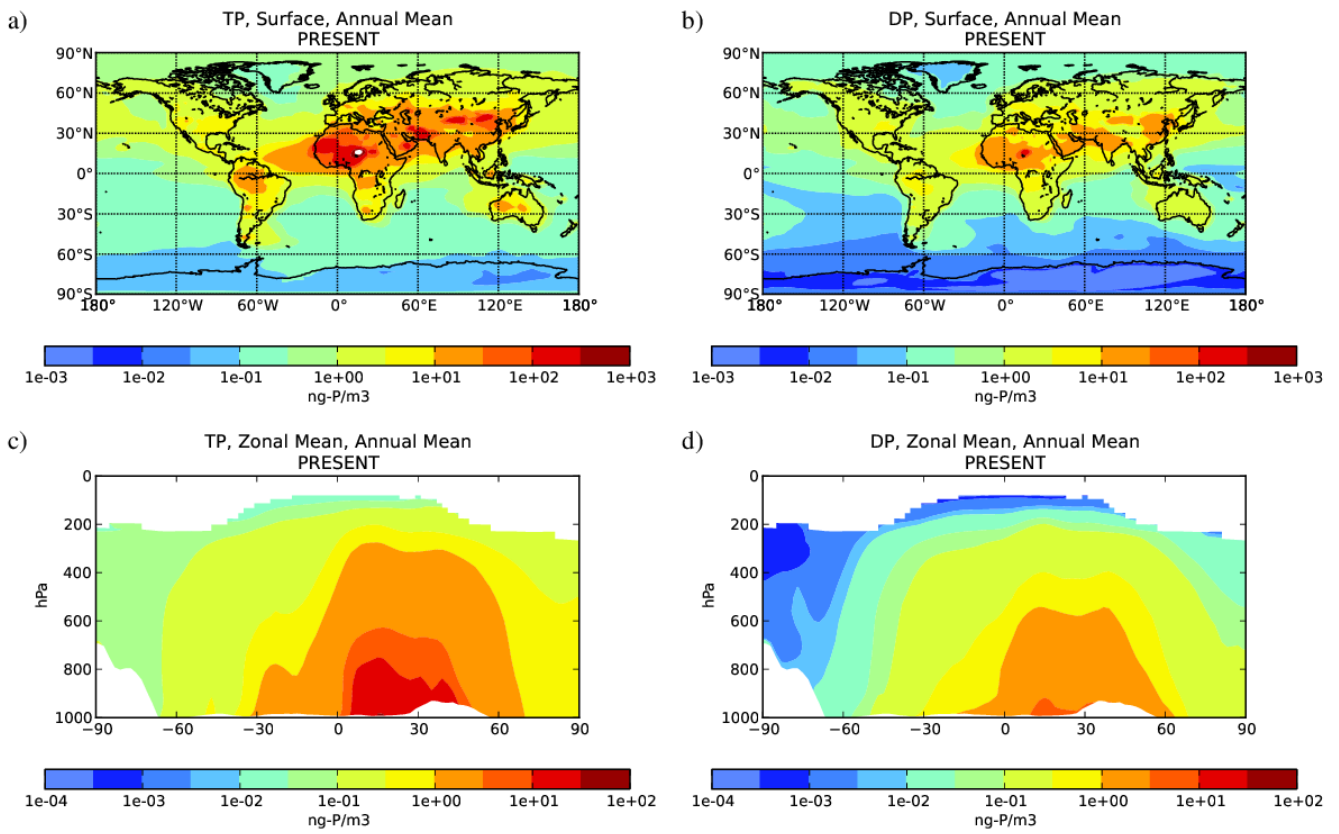 a)
TP, Surface, Annual Mean
PRESENT
90°N
60°N
30°N
0°
30°S
60°S
90°S
180° 120°W 60°W 0° 60°E 120°E 180°
1e-03 1e-02 1e-01 1e+00 1e+01 1e+02 1e+03
ng-P/m3
b)
DP, Surface, Annual Mean
PRESENT
90°N
60°N
30°N
0°
30°S
60°S
90°S
180° 120°W 60°W 0° 60°E 120°E 180°
1e-03 1e-02 1e-01 1e+00 1e+01 1e+02 1e+03
ng-P/m3
c)
TP, Zonal Mean, Annual Mean
PRESENT
0
200
400
600
800
1000
hPa
−90 −60 −30 0 30 60 90
1e-04 1e-03 1e-02 1e-01 1e+00 1e+01 1e+02
ng-P/m3
d)
DP, Zonal Mean, Annual Mean
PRESENT
0
200
400
600
800
1000
hPa
−90 −60 −30 0 30 60 90
1e-04 1e-03 1e-02 1e-01 1e+00 1e+01 1e+02
ng-P/m3